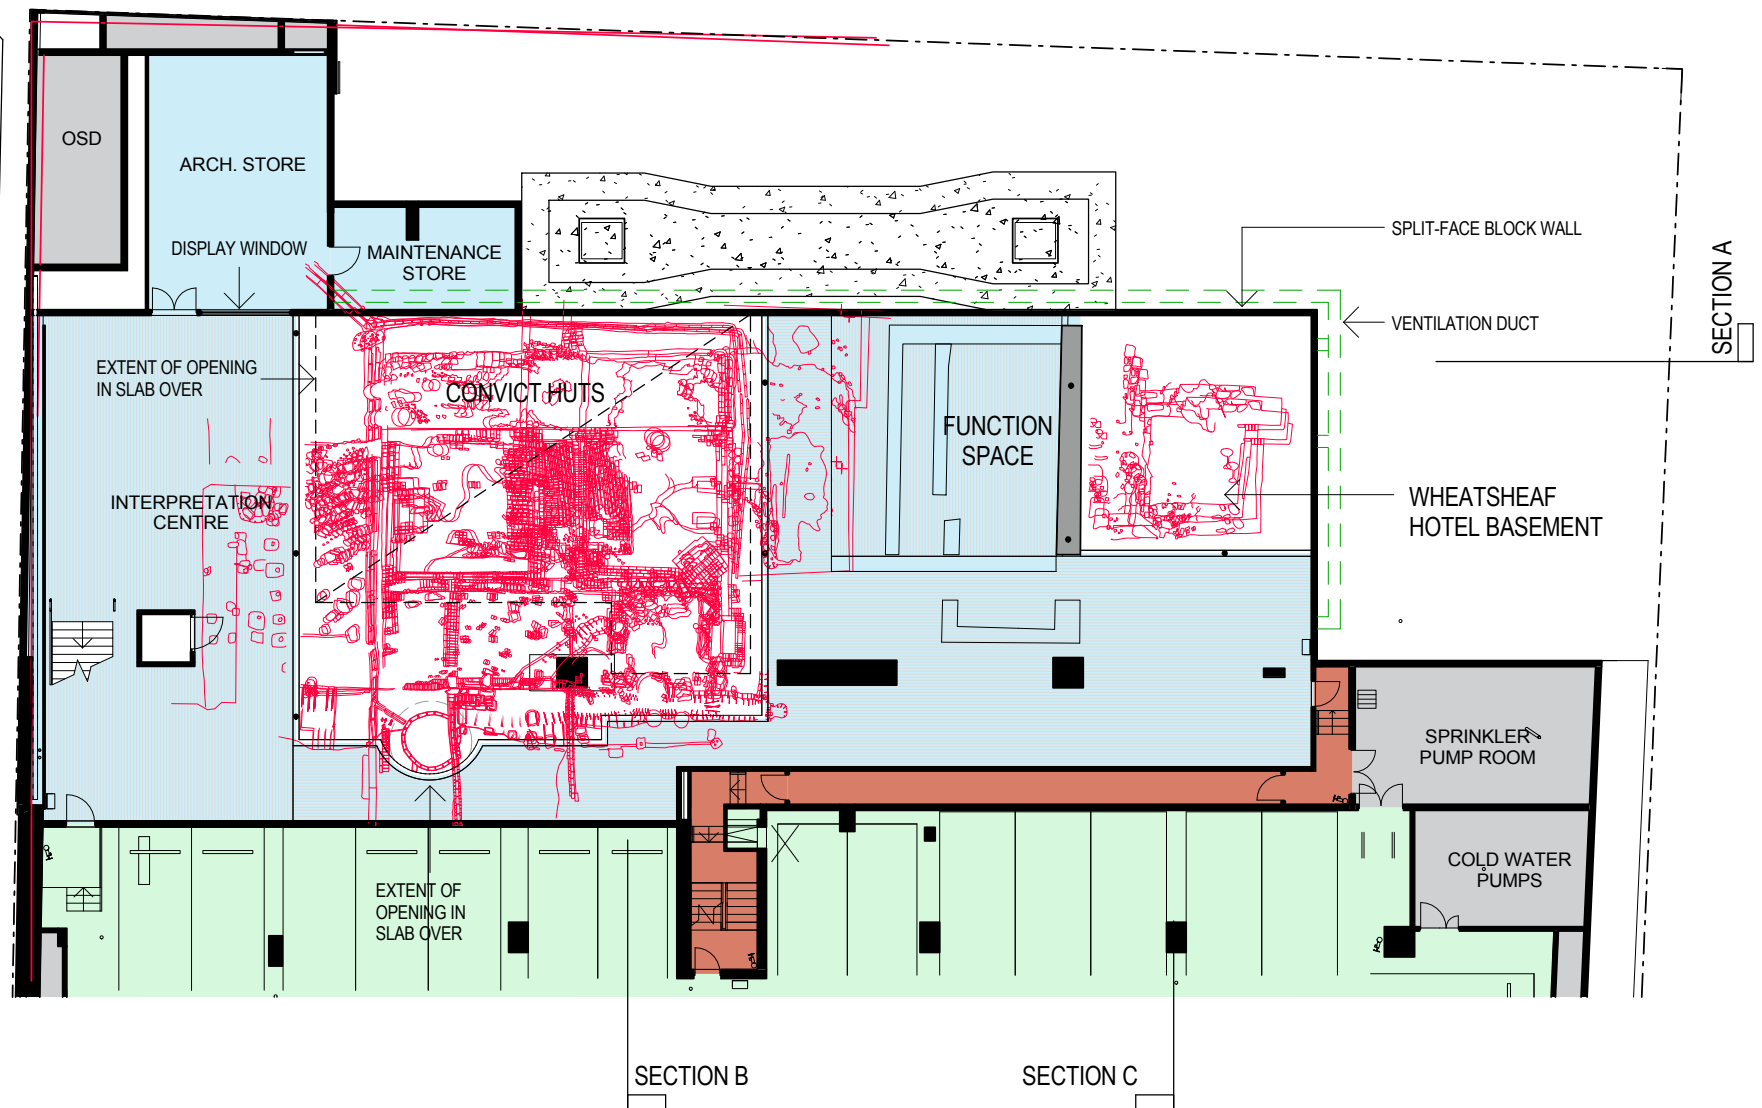 OSD
ARCH. STORE
DISPLAY WINDOW
MAINTENANCE
STORE
SPLIT-FACE BLOCK WALL
VENTILATION DUCT
SECTION A
EXTENT OF OPENING
IN SLAB OVER
CONVICT HUTS
FUNCTION
SPACE
INTERPRETATION
CENTRE
WHEATSHEAF
HOTEL BASEMENT
SPRINKLER
PUMP ROOM
COLD WATER
PUMPS
EXTENT OF
OPENING IN
SLAB OVER
SECTION B
SECTION C